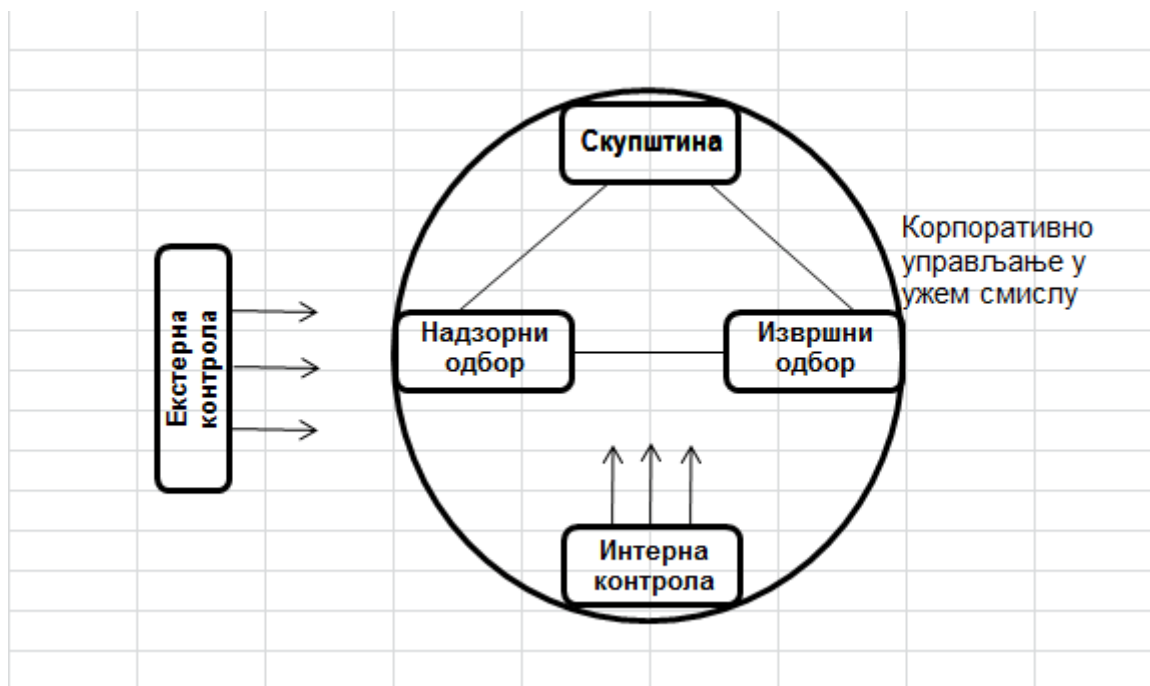 Скупштина
Корпоративно
управљање у
ужем смислу
Екстерна
контрола
Надзорни
одбор
Извршни
одбор
Интерна
контрола